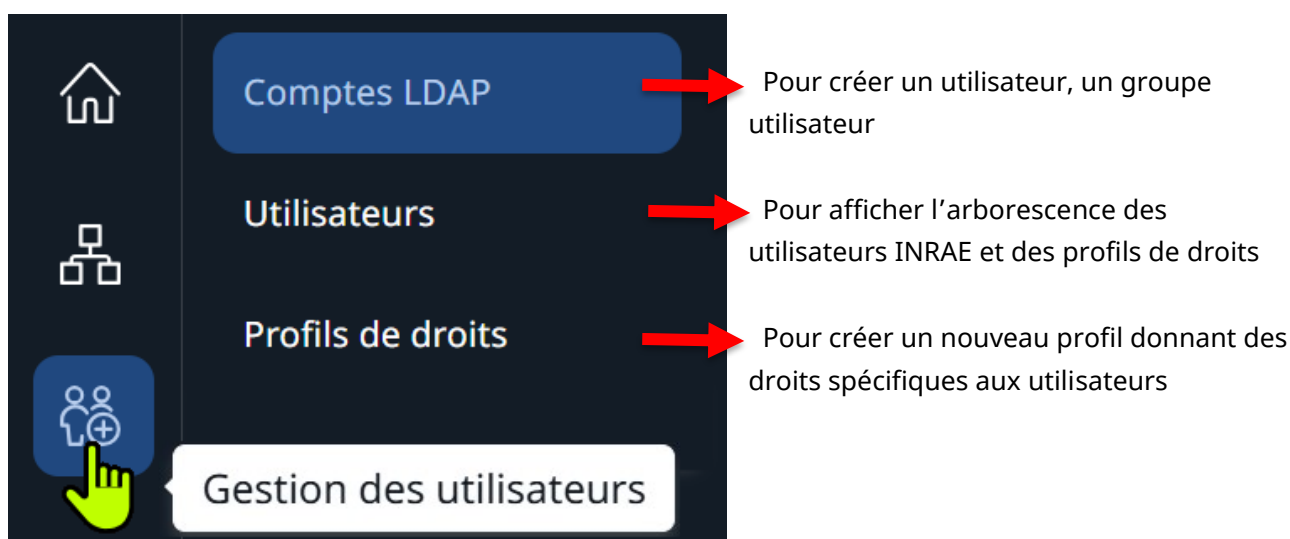 Comptes LDAP
Pour créer un utilisateur, un groupe
utilisateur
Utilisateurs
Pour afficher l’arborescence des
utilisateurs INRAE et des profils de droits
Profils de droits
Pour créer un nouveau profil donnant des
droits spécifiques aux utilisateurs
Gestion des utilisateurs